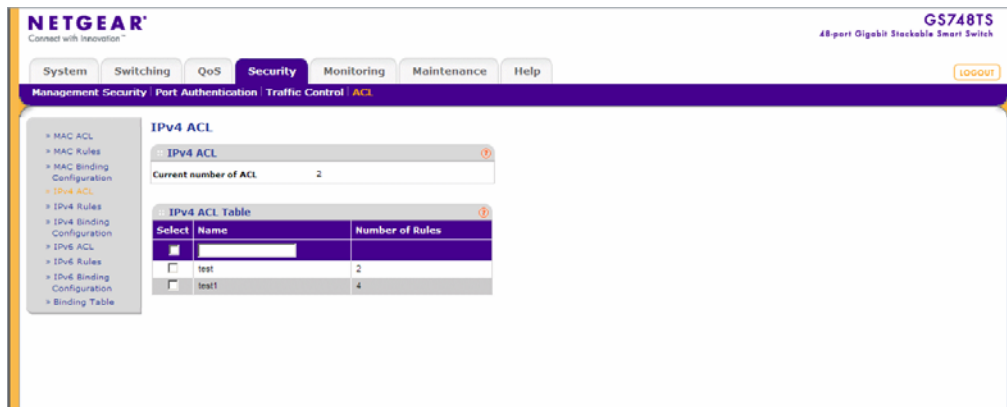 NETGEAR
Connect with Innovation™
GS748TS
48-port Gigabit Stackable Smart Switch
System Switching QoS Security Monitoring Maintenance Help
LOGOUT
Management Security Port Authentication Traffic Control ACL
» MAC ACL
» MAC Rules
» MAC Binding
Configuration
» IPv4 ACL
» IPv4 Rules
» IPv4 Binding
Configuration
» IPv6 ACL
» IPv6 Rules
» IPv6 Binding
Configuration
» Binding Table
IPv4 ACL
IPv4 ACL
Current number of ACL 2
IPv4 ACL Table
Select Name Number of Rules
test 2
test1 4